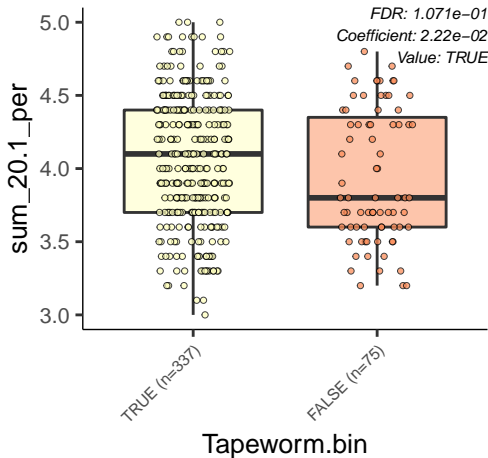 FDR: 1.071e−01
Coefficient: 2.22e−02
Value: TRUE
5.0
4.5
4.0
3.5
3.0
sum_20.1_per
TRUE (n=337)
FALSE (n=75)
Tapeworm.bin